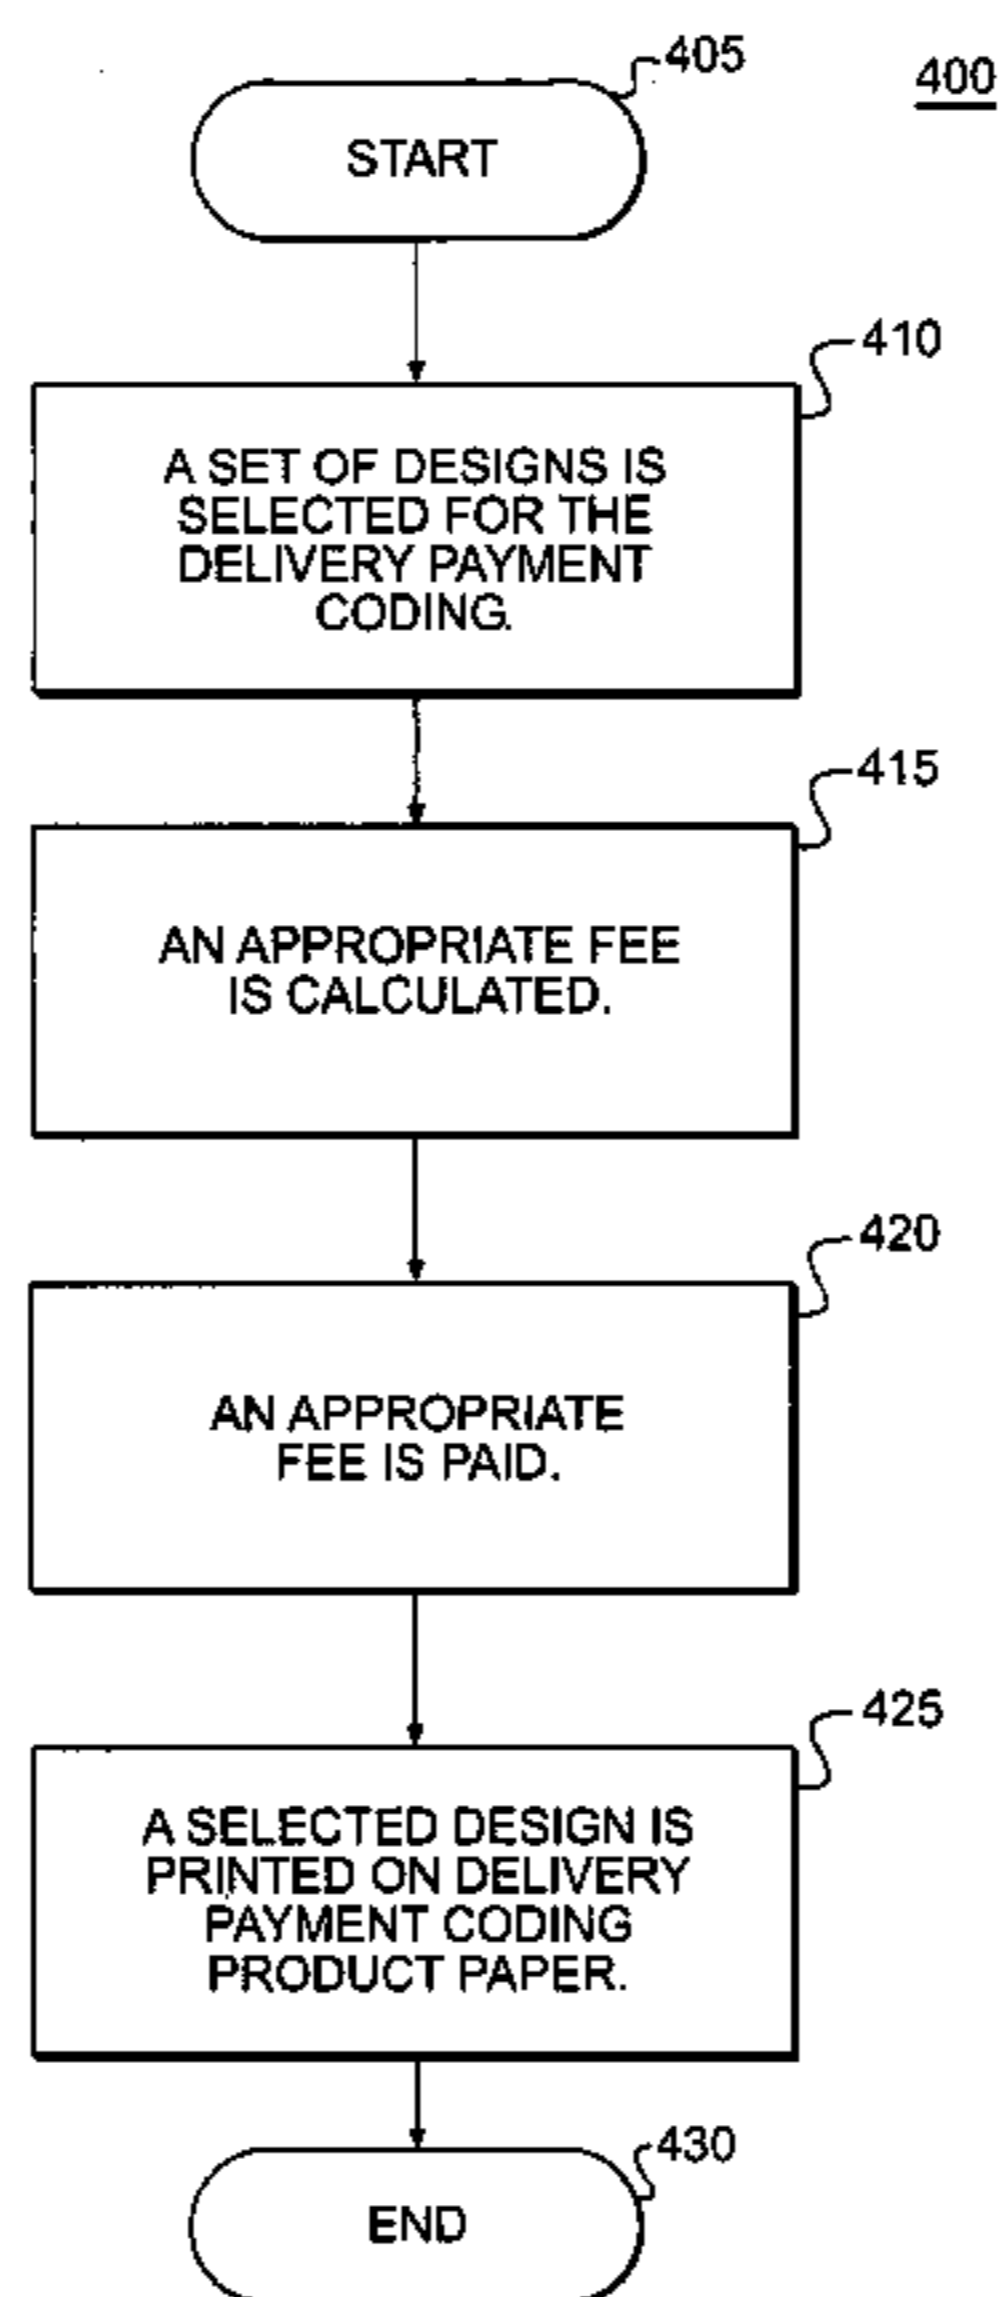 405
400
START
410
A SET OF DESIGNS IS
SELECTED FOR THE
DELIVERY PAYMENT
CODING.
415
AN APPROPRIATE FEE
IS CALCULATED.
420
AN APPROPRIATE
FEE IS PAID.
425
A SELECTED DESIGN IS
PRINTED ON DELIVERY
PAYMENT CODING
PRODUCT PAPER.
430
END